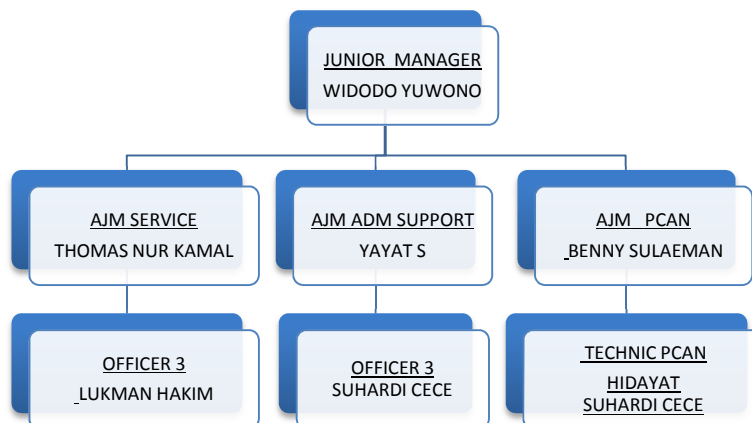 JUNIOR MANAGER
WIDODO YUWONO
AJM SERVICE
THOMAS NUR KAMAL
AJM ADM SUPPORT
YAYAT S
AJM PCAN
BENNY SULAEMAN
OFFICER 3
LUKMAN HAKIM
OFFICER 3
SUHARDI CECE
TECHNIC PCAN
HIDAYAT
SUHARDI CECE